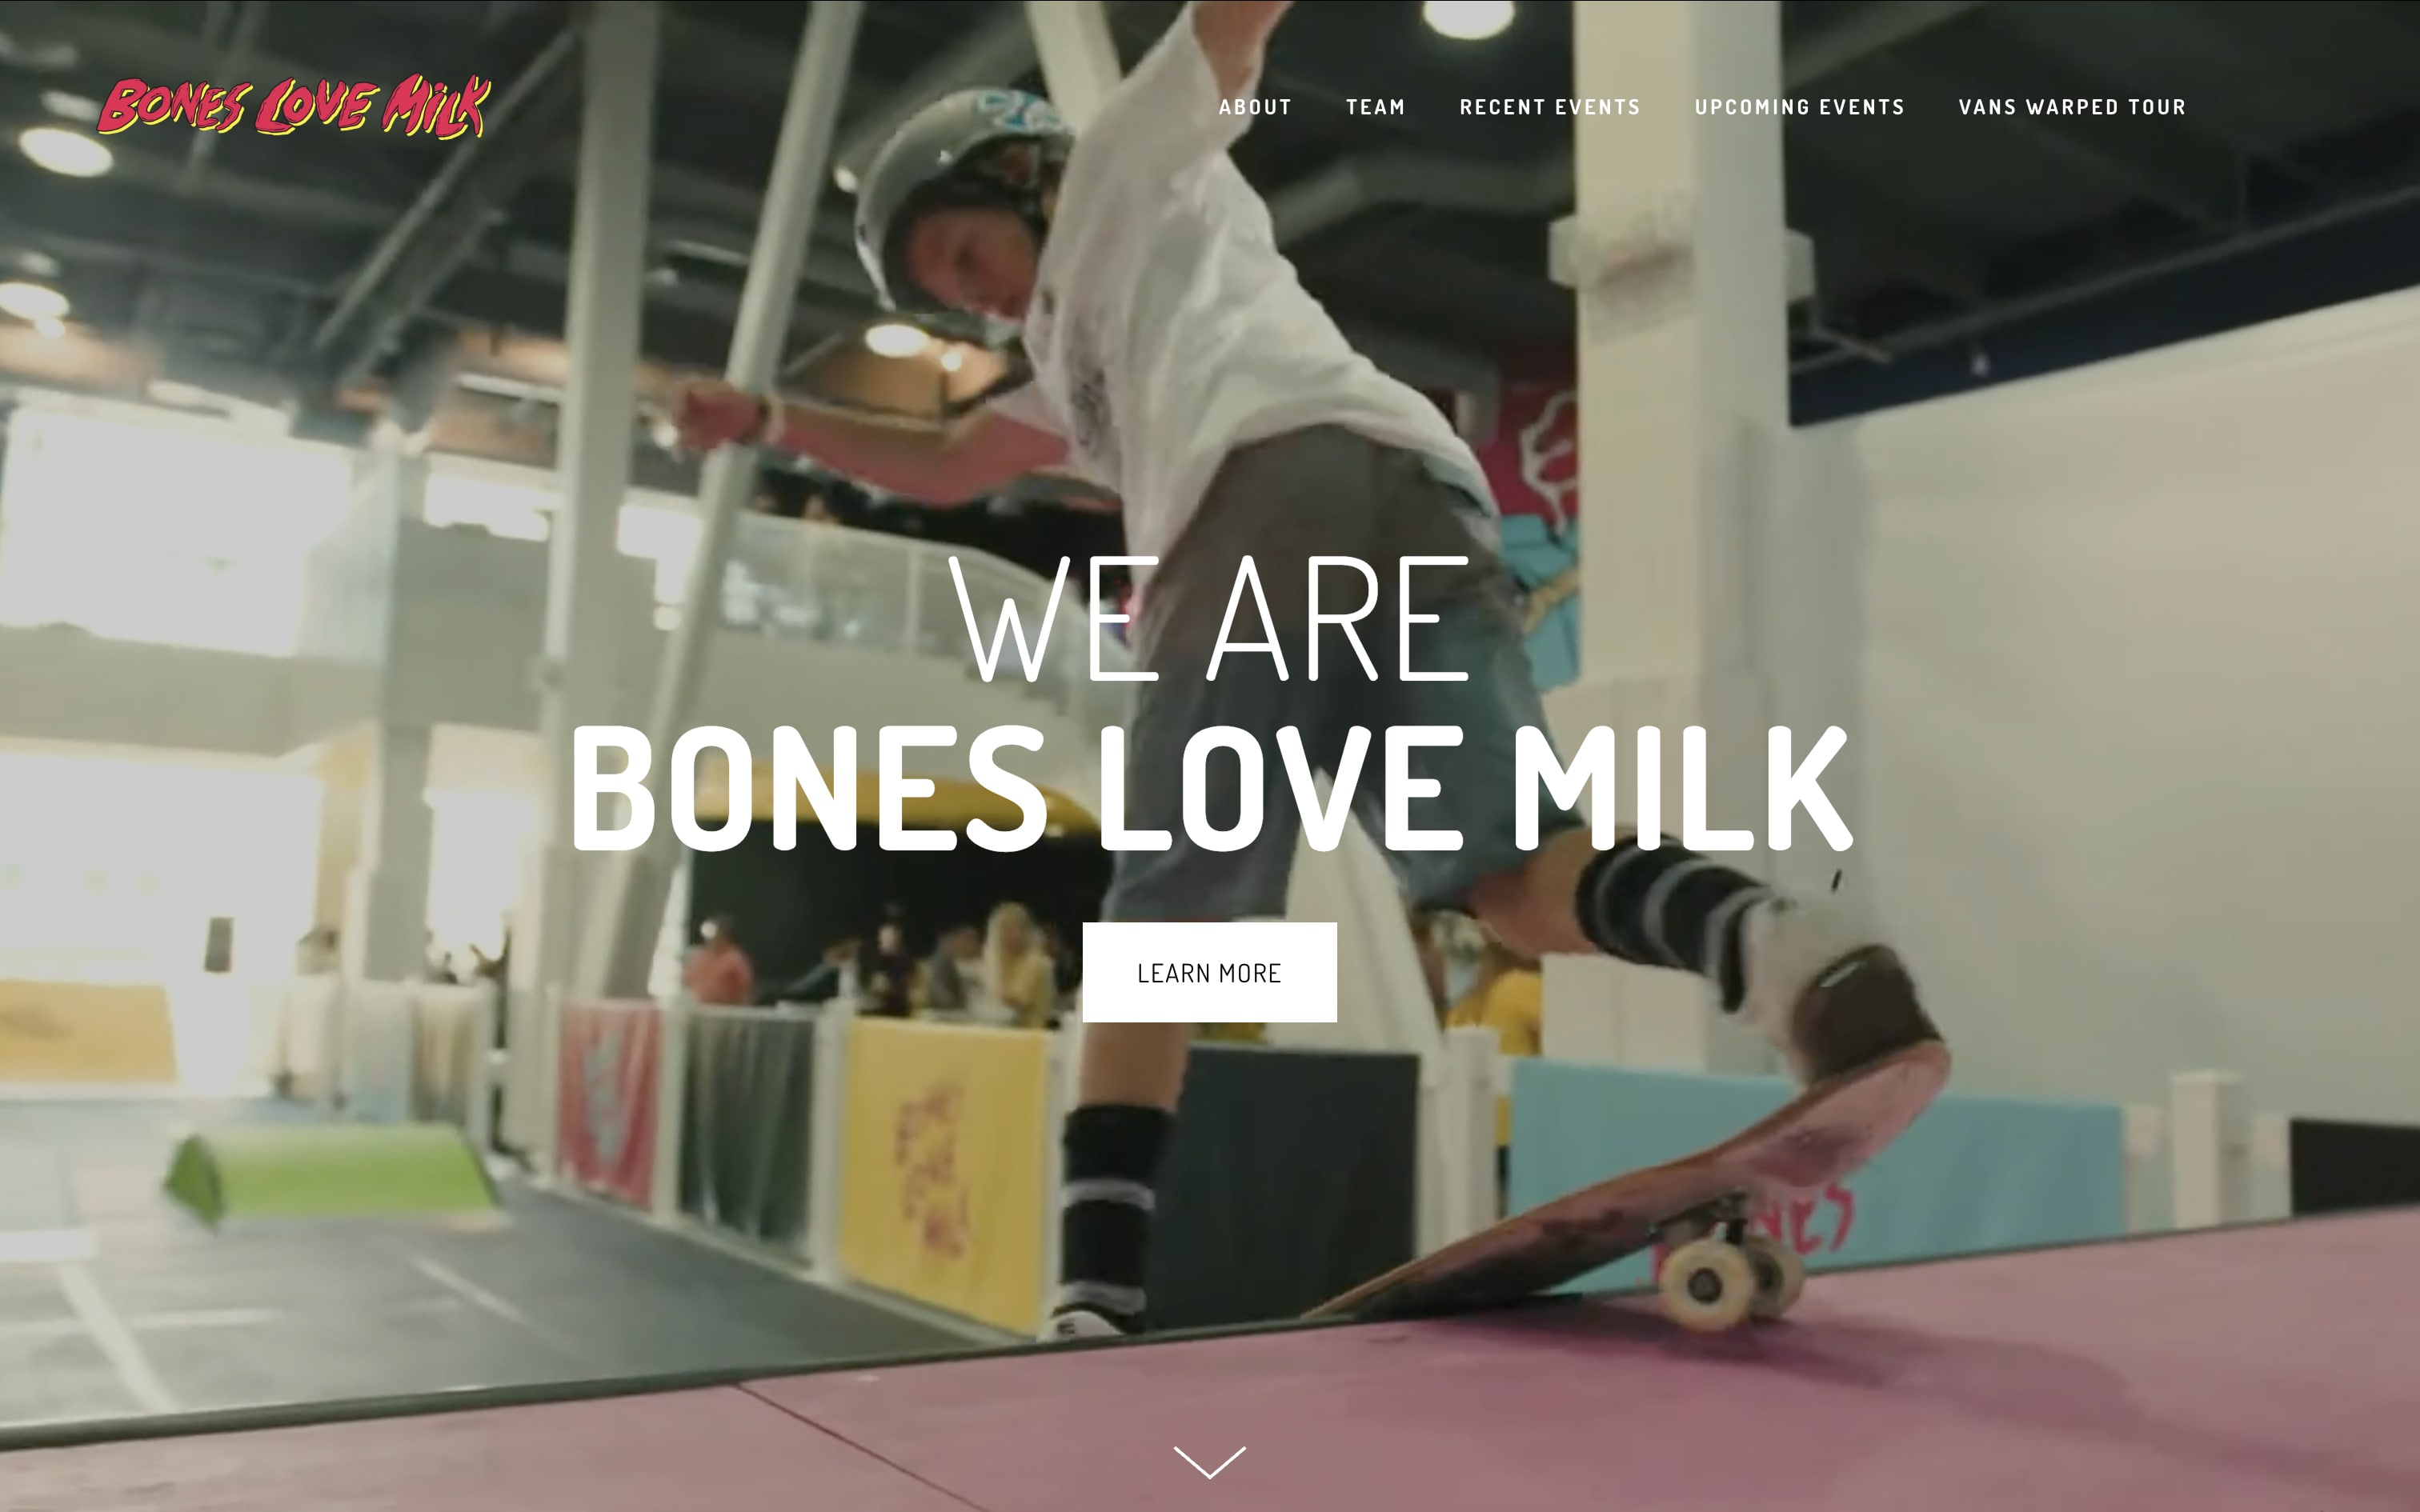 BONES LOVE MILK
ABOUT TEAM RECENT EVENTS UPCOMING EVENTS VANS WARPED TOUR
WE ARE
BONES LOVE MILK
LEARN MORE